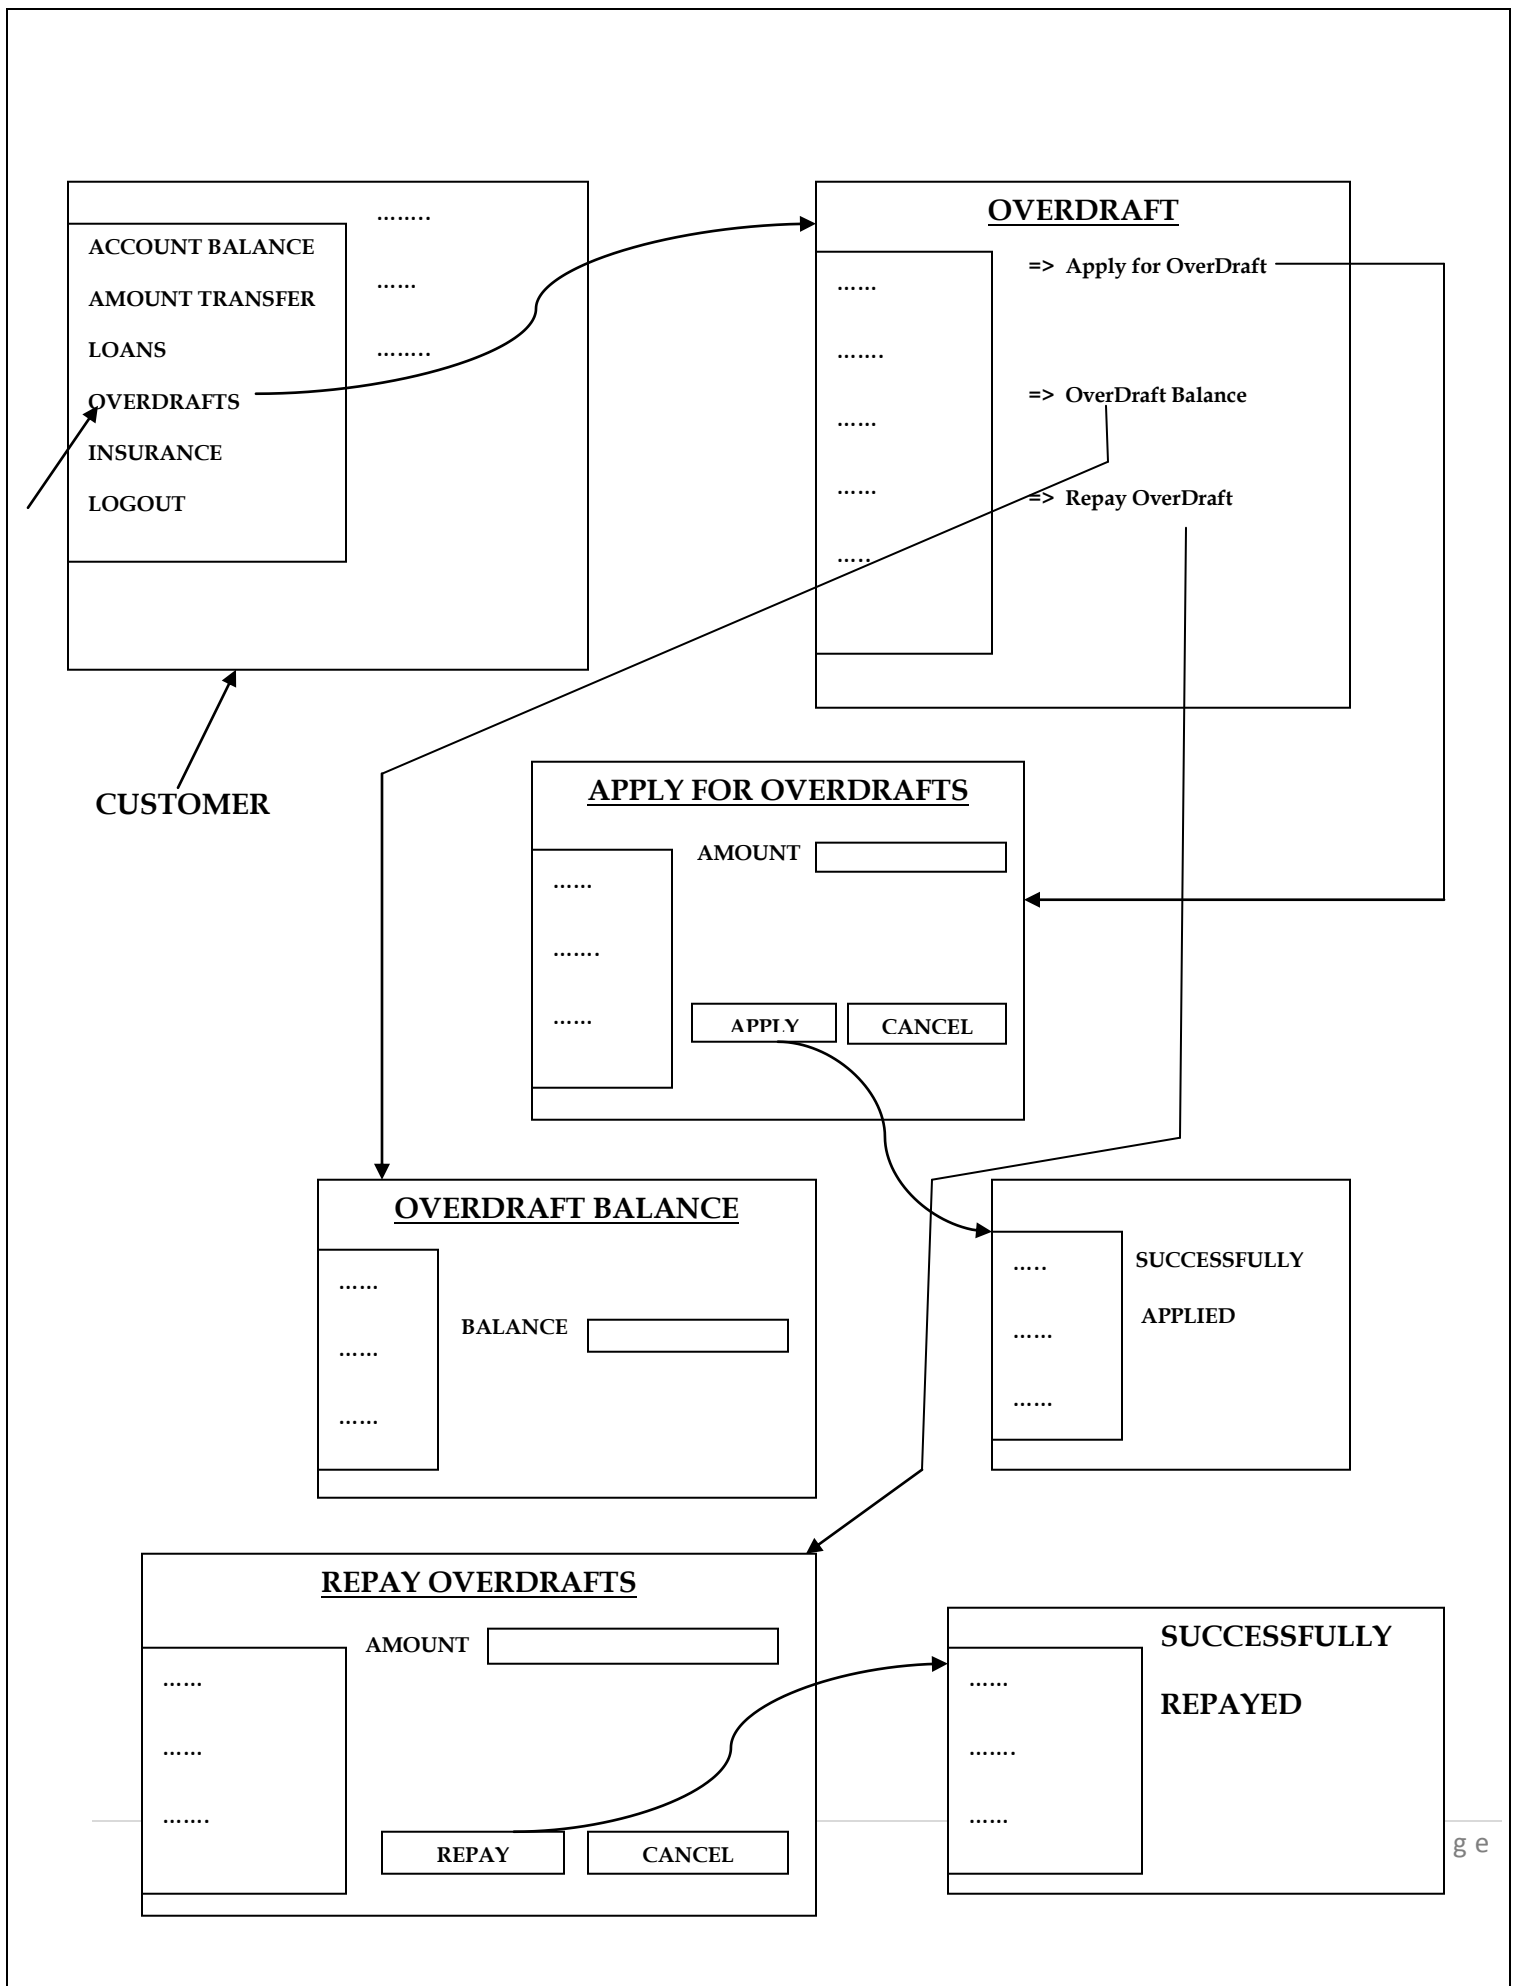 ........
ACCOUNT BALANCE
......
AMOUNT TRANSFER
LOANS
........
OVERDRAFTS
INSURANCE
LOGOUT
CUSTOMER
OVERDRAFT
=> Apply for OverDraft
......
.......
=> OverDraft Balance
......
......
=> Repay OverDraft
.....
APPLY FOR OVERDRAFTS
AMOUNT
......
.......
......
APPLY
CANCEL
OVERDRAFT BALANCE
......
BALANCE
......
......
SUCCESSFULLY
.....
APPLIED
......
......
REPAY OVERDRAFTS
AMOUNT
......
......
.......
REPAY
CANCEL
SUCCESSFULLY
......
REPAYED
.......
......
g e